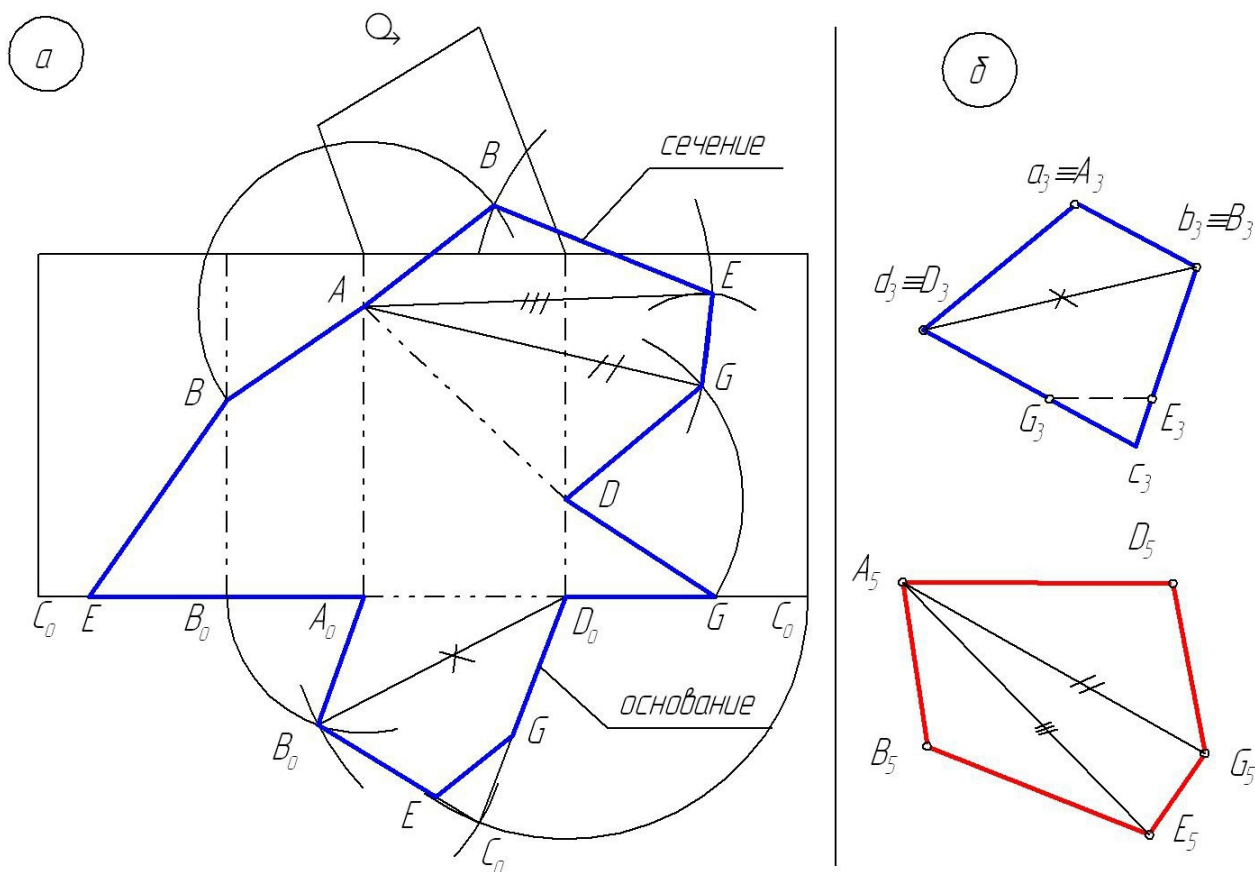 а
б
B
сечение
a₃≡A₃
b₃≡B₃
A
E
d₃≡D₃
B
G
G₃
E₃
c₃
D
D₅
A₅
C₀ E B₀ A₀ D₀ G C₀
основание
B₀
G
B₅
G₅
E
C₀
E₅